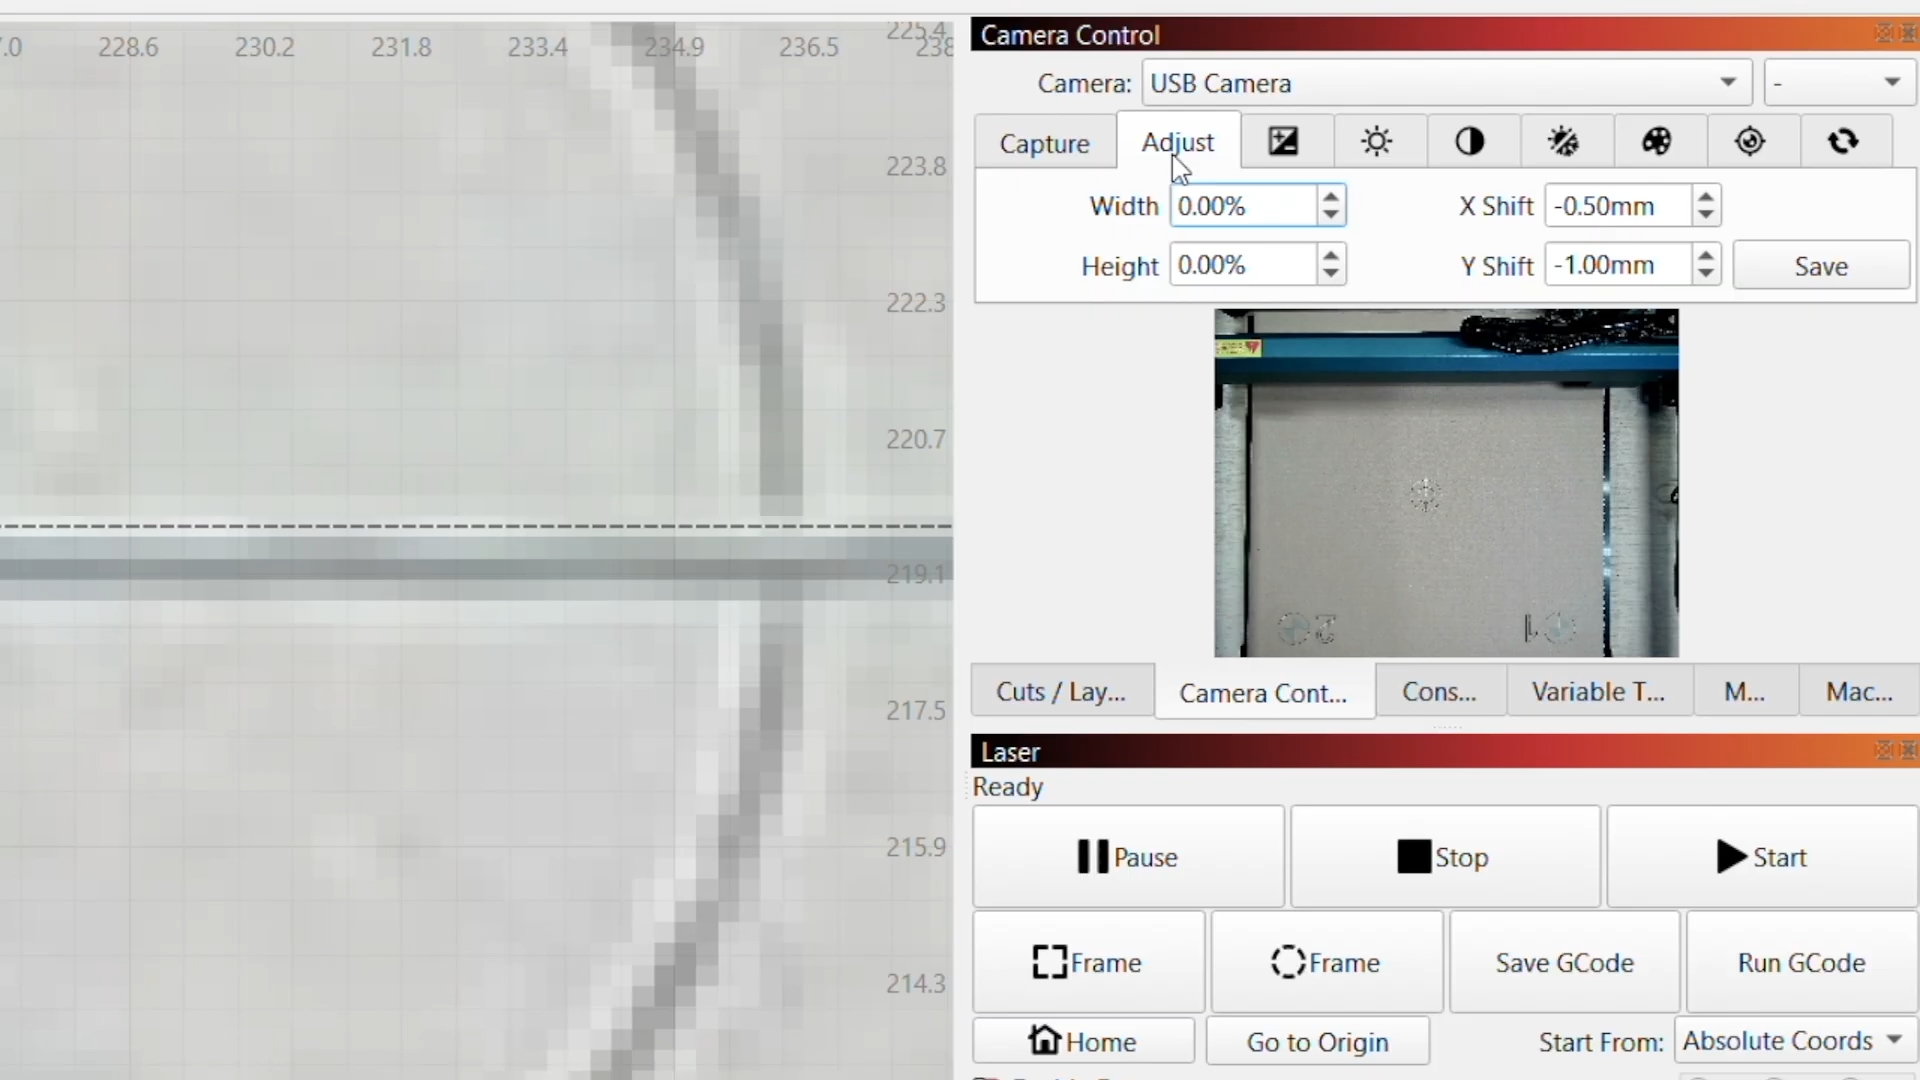 228.6 230.2 231.8 233.4 234.9 236.5
225.4
223.8
222.3
220.7
219.1
217.5
215.9
214.3
Camera Control
Camera: USB Camera -
Capture Adjust
Width 0.00% X Shift -0.50mm
Height 0.00% Y Shift -1.00mm Save
Cuts / Lay... Camera Cont... Cons... Variable T... M... Mac...
Laser
Ready
Pause Stop Start
Frame Frame Save GCode Run GCode
Home Go to Origin Start From: Absolute Coords